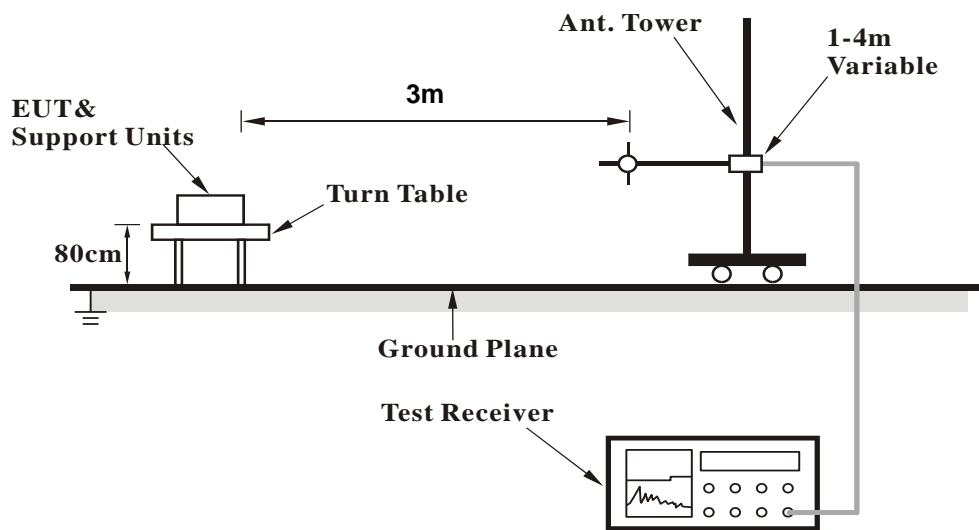 Ant. Tower
1-4m
Variable
3m
EUT&
Support Units
Turn Table
80cm
Ground Plane
Test Receiver